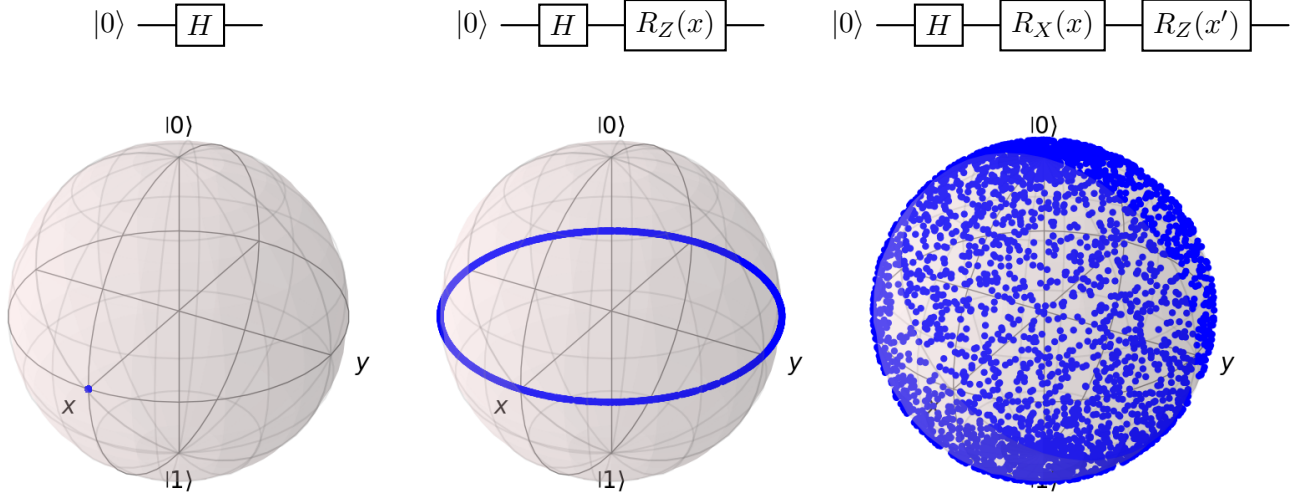 |0⟩ H
|0⟩ H R_Z(x)
|0⟩ H R_X(x) R_Z(x′)
|0⟩
x
y
|1⟩
|0⟩
x
y
|1⟩
|0⟩
y